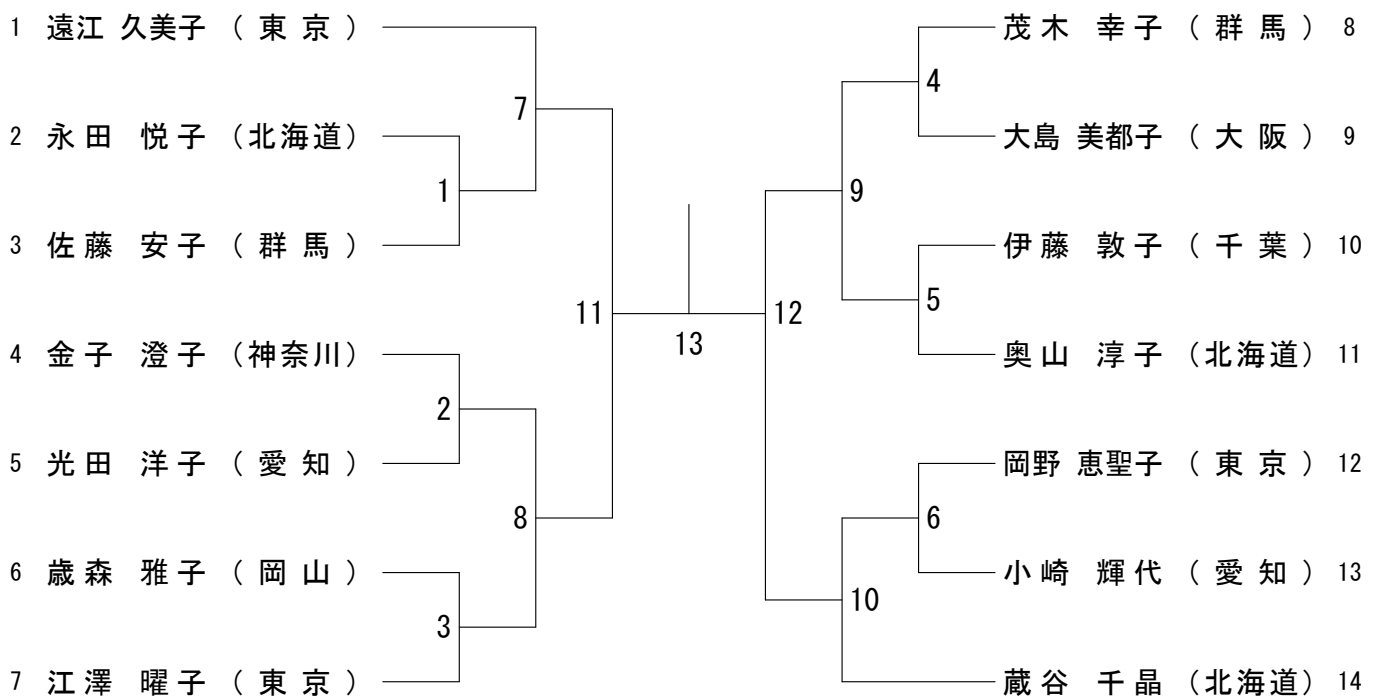 1 遠江 久美子 （ 東 京 ）
2 永 田 悦 子 （北海道）
3 佐 藤 安 子 （ 群 馬 ）
4 金 子 澄 子 （神奈川）
5 光 田 洋 子 （ 愛 知 ）
6 歳 森 雅 子 （ 岡 山 ）
7 江 澤 曜 子 （ 東 京 ）
7
1
2
8
3
11
13
12
茂 木 幸 子 （ 群 馬 ） 8
大島 美都子 （ 大 阪 ） 9
伊 藤 敦 子 （ 千 葉 ） 10
奥 山 淳 子 （北海道） 11
岡野 恵聖子 （ 東 京 ） 12
小 崎 輝 代 （ 愛 知 ） 13
蔵 谷 千 晶 （北海道） 14
4
9
5
6
10